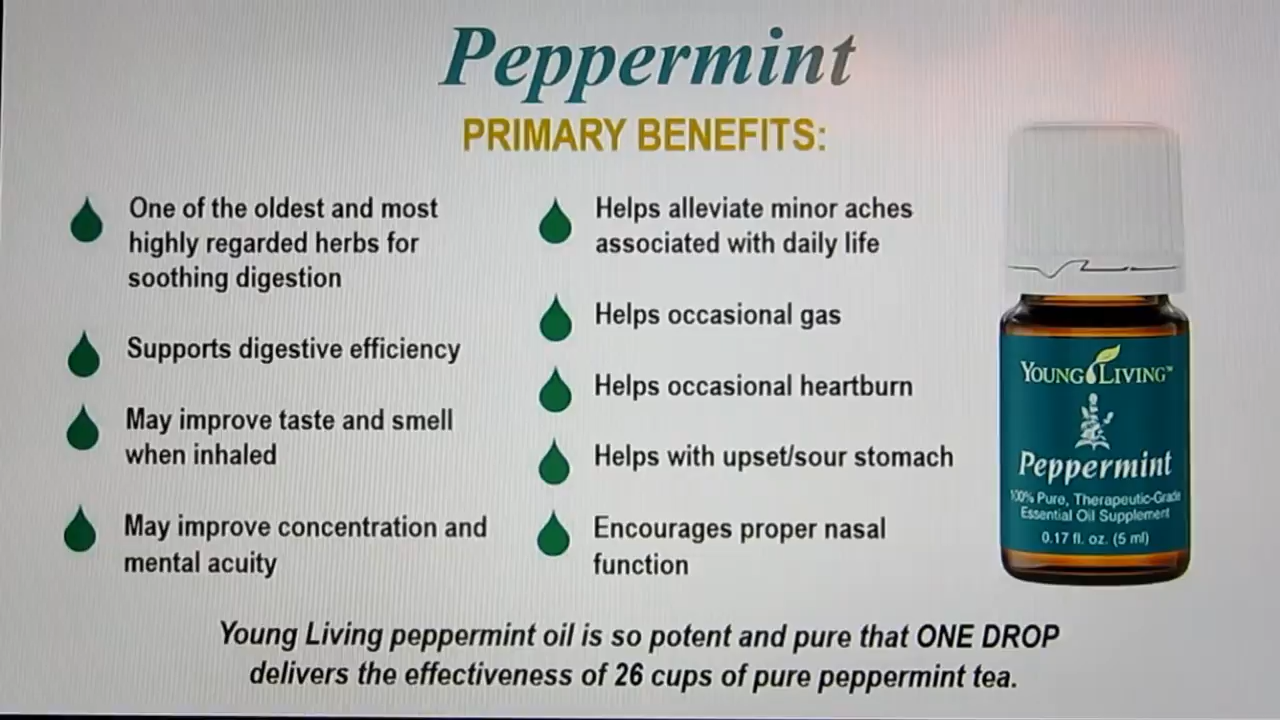 Peppermint
PRIMARY BENEFITS:
One of the oldest and most
highly regarded herbs for
soothing digestion
Supports digestive efficiency
May improve taste and smell
when inhaled
May improve concentration and
mental acuity
Helps alleviate minor aches
associated with daily life
Helps occasional gas
Helps occasional heartburn
Helps with upset/sour stomach
Encourages proper nasal
function
YOUNG LIVING™
Peppermint
100% Pure, Therapeutic-Grade
Essential Oil Supplement
0.17 fl. oz. (5 ml)
Young Living peppermint oil is so potent and pure that ONE DROP
delivers the effectiveness of 26 cups of pure peppermint tea.